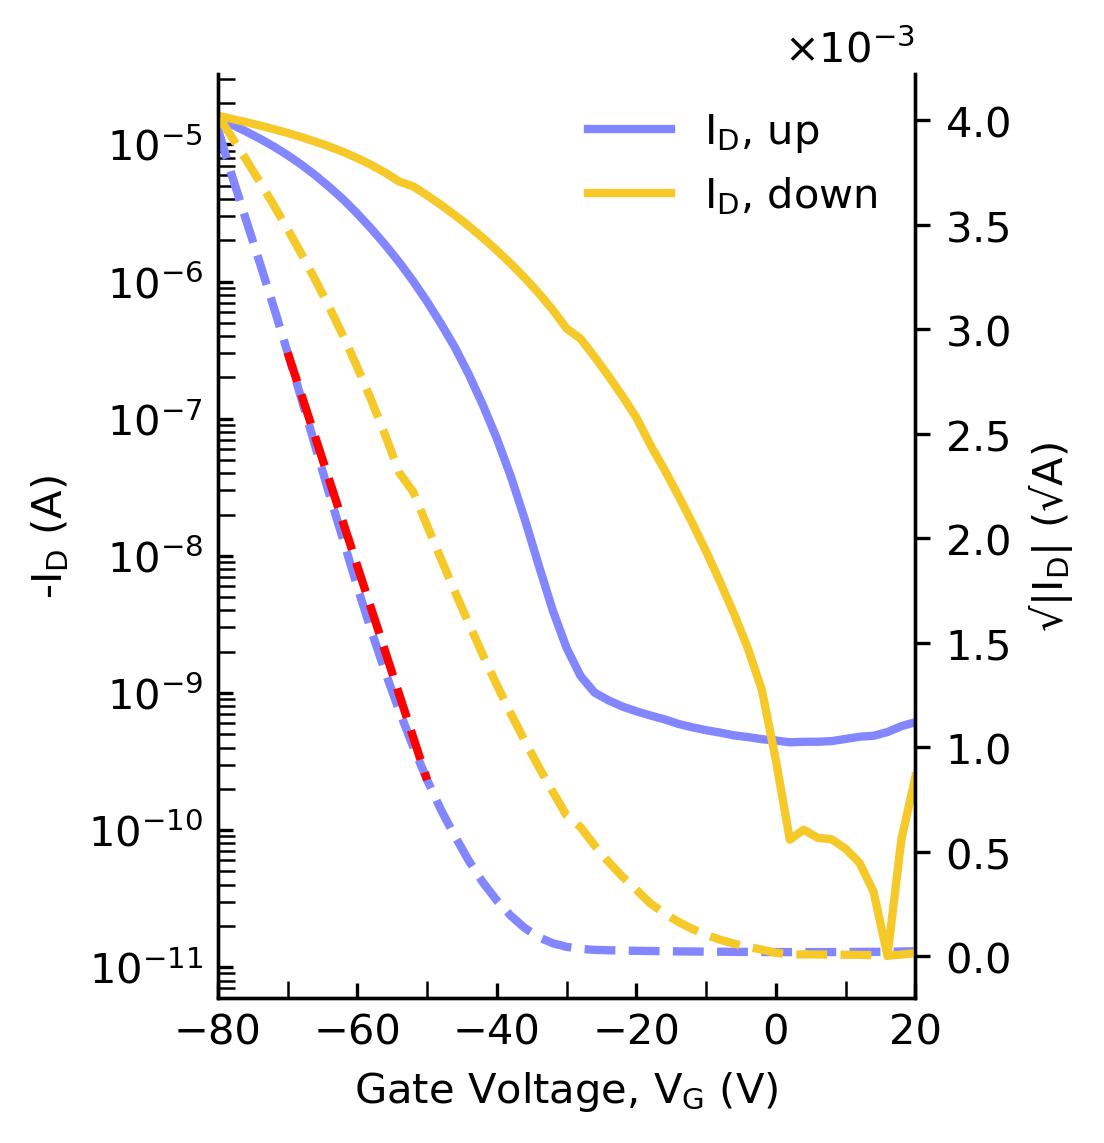 ×10⁻³
I_D, up
I_D, down
10⁻⁵
10⁻⁶
10⁻⁷
10⁻⁸
10⁻⁹
10⁻¹⁰
10⁻¹¹
-I_D (A)
4.0
3.5
3.0
2.5
2.0
1.5
1.0
0.5
0.0
√|I_D| (√A)
−80 −60 −40 −20 0 20
Gate Voltage, V_G (V)